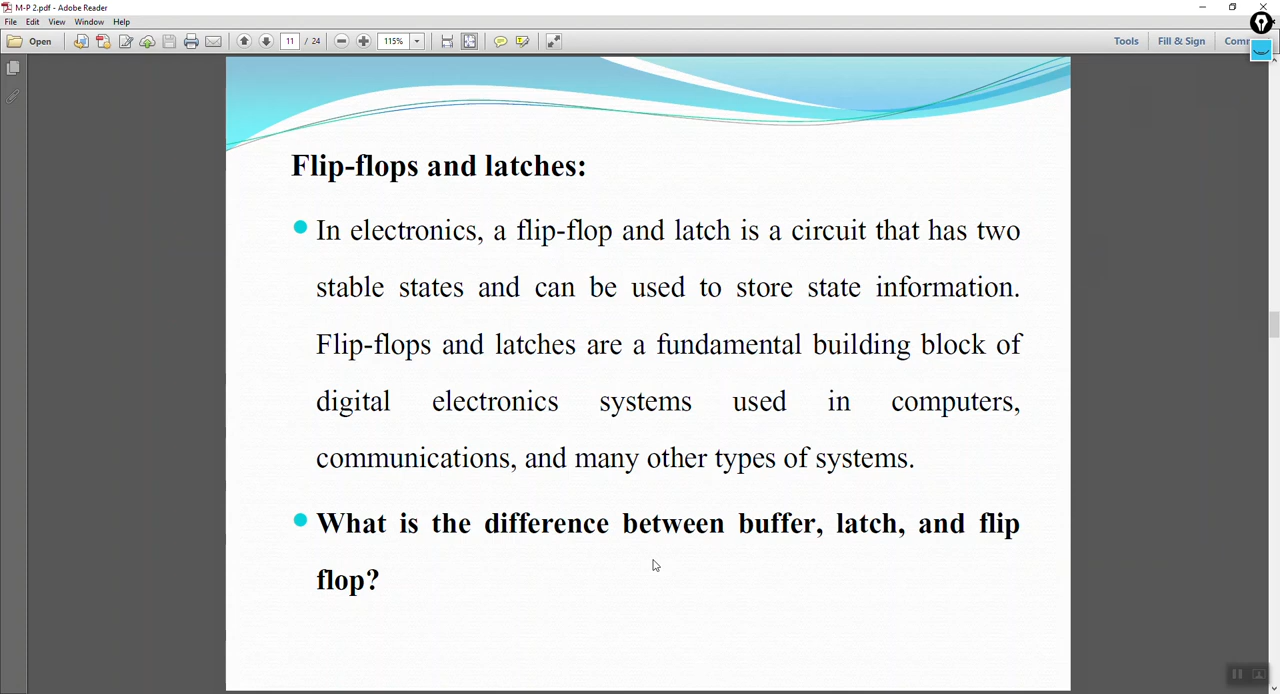 M-P 2.pdf - Adobe Reader
File Edit View Window Help
Open 11 / 24 115% Tools Fill & Sign
Flip-flops and latches:
In electronics, a flip-flop and latch is a circuit that has two
stable states and can be used to store state information.
Flip-flops and latches are a fundamental building block of
digital electronics systems used in computers,
communications, and many other types of systems.
What is the difference between buffer, latch, and flip
flop?